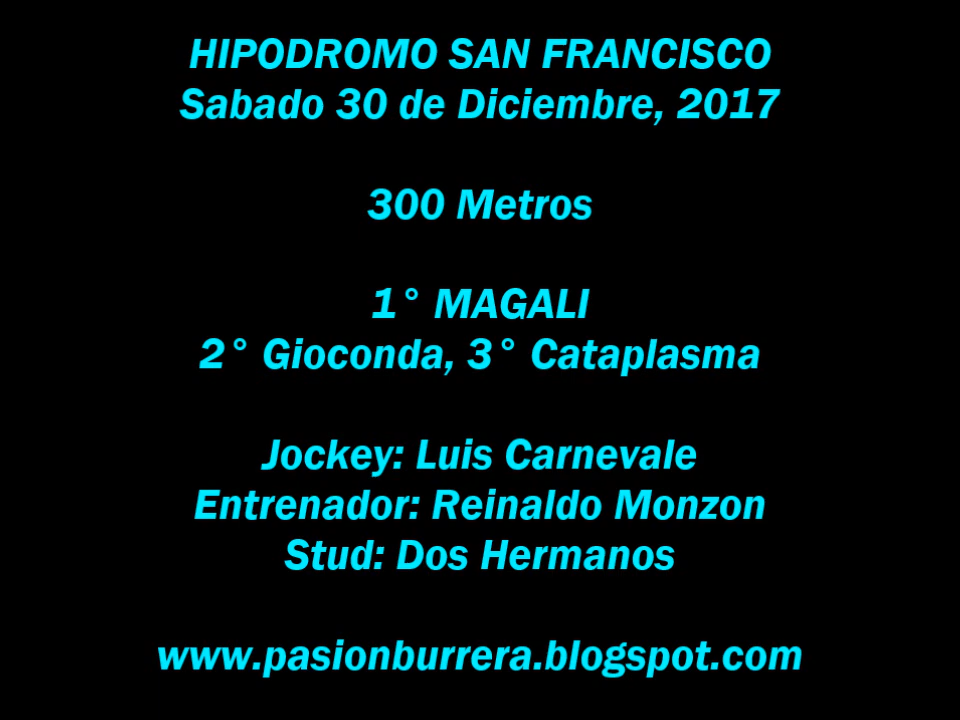 HIPODROMO SAN FRANCISCO
Sabado 30 de Diciembre, 2017
300 Metros
1° MAGALI
2° Gioconda, 3° Cataplasma
Jockey: Luis Carnevale
Entrenador: Reinaldo Monzon
Stud: Dos Hermanos
www.pasionburrera.blogspot.com